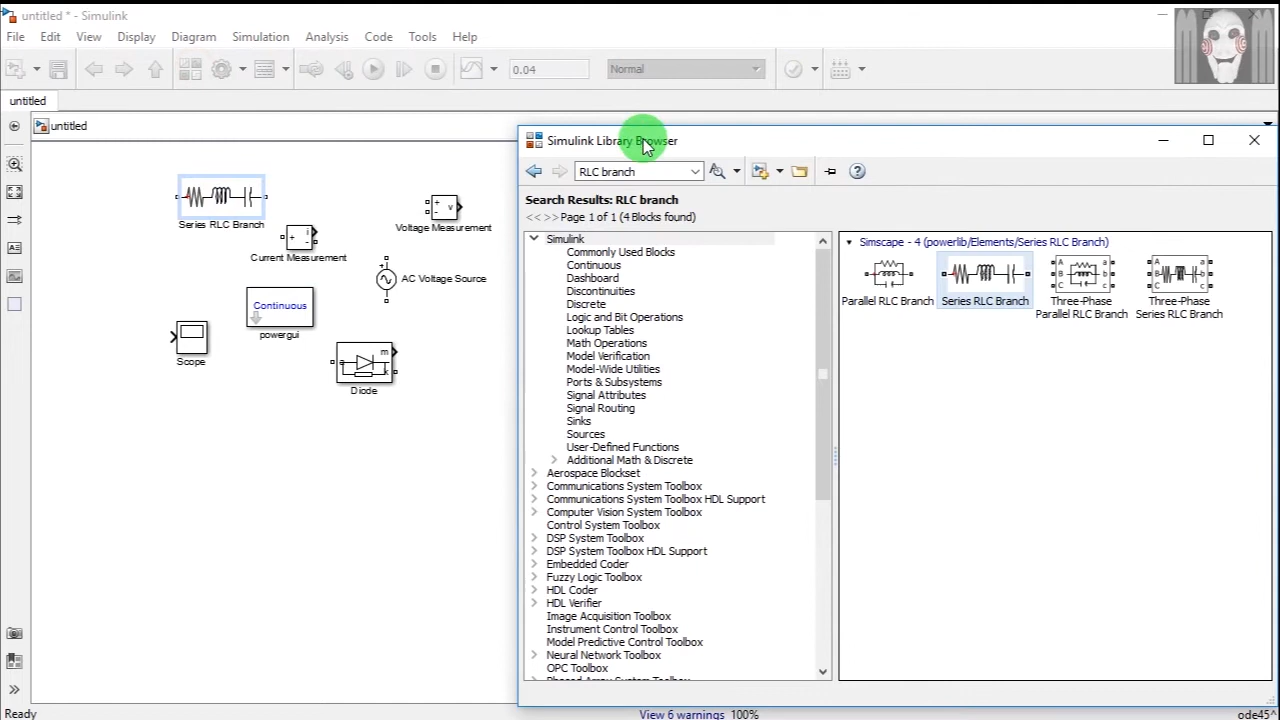 untitled * - Simulink
File Edit View Display Diagram Simulation Analysis Code Tools Help
0.04 Normal
untitled
untitled
Series RLC Branch
i
+
-
Current Measurement
+
-
v
Voltage Measurement
+
AC Voltage Source
Continuous
powergui
Scope
m
a
k
Diode
Simulink Library Browser
RLC branch
Search Results: RLC branch
<< >> Page 1 of 1 (4 Blocks found)
Simulink
Commonly Used Blocks
Continuous
Dashboard
Discontinuities
Discrete
Logic and Bit Operations
Lookup Tables
Math Operations
Model Verification
Model-Wide Utilities
Ports & Subsystems
Signal Attributes
Signal Routing
Sinks
Sources
User-Defined Functions
Additional Math & Discrete
Aerospace Blockset
Communications System Toolbox
Communications System Toolbox HDL Support
Computer Vision System Toolbox
Control System Toolbox
DSP System Toolbox
DSP System Toolbox HDL Support
Embedded Coder
Fuzzy Logic Toolbox
HDL Coder
HDL Verifier
Image Acquisition Toolbox
Instrument Control Toolbox
Model Predictive Control Toolbox
Neural Network Toolbox
OPC Toolbox
Phased Array System Toolbox
Simscape - 4 (powerlib/Elements/Series RLC Branch)
Parallel RLC Branch
Series RLC Branch
A a
B b
C c
Three-Phase
Parallel RLC Branch
A a
B b
C c
Three-Phase
Series RLC Branch
Ready View 6 warnings 100% ode45